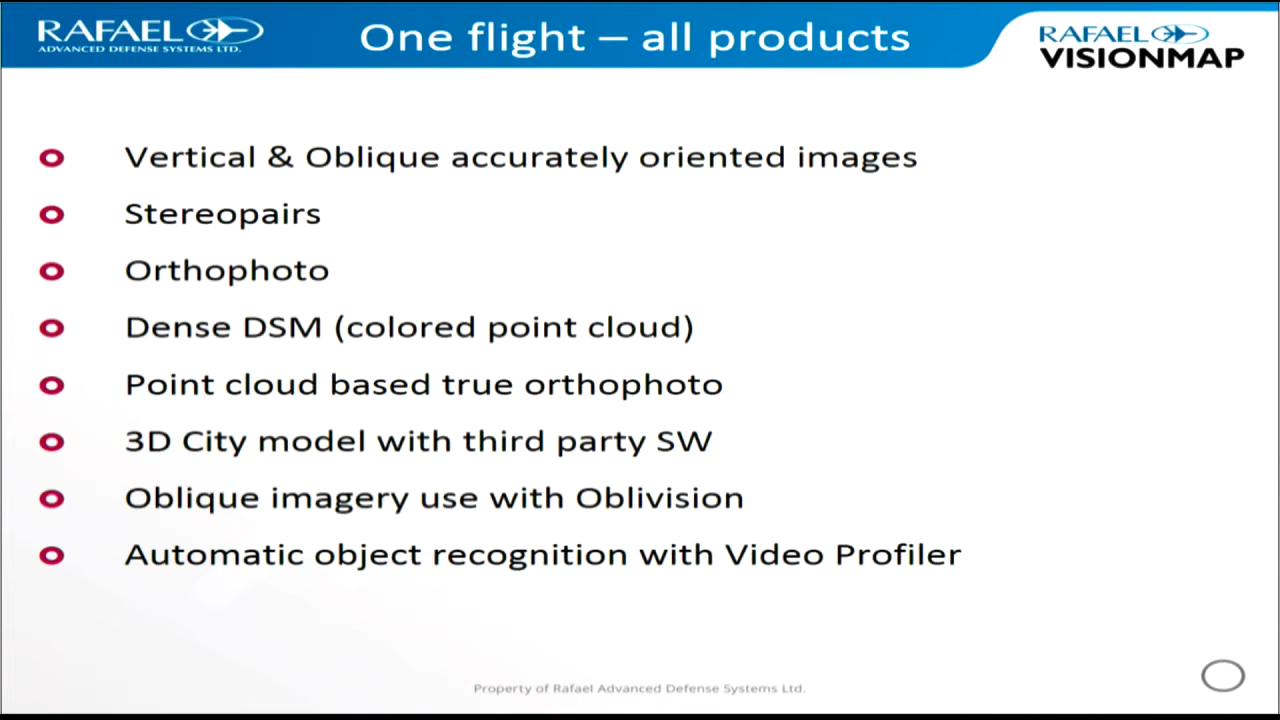 RAFAEL
ADVANCED DEFENSE SYSTEMS LTD.
One flight – all products
RAFAEL
VISIONMAP
Vertical & Oblique accurately oriented images
Stereopairs
Orthophoto
Dense DSM (colored point cloud)
Point cloud based true orthophoto
3D City model with third party SW
Oblique imagery use with Oblivision
Automatic object recognition with Video Profiler
Property of Rafael Advanced Defense Systems Ltd.